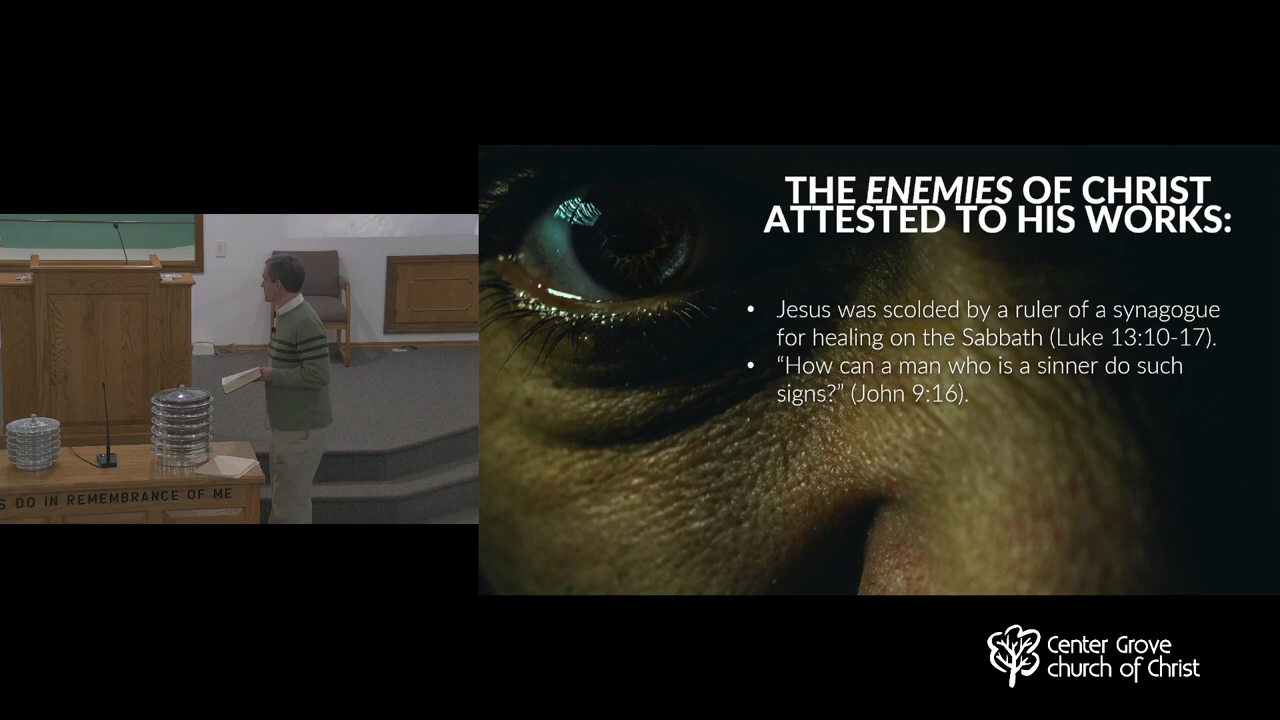 THE ENEMIES OF CHRIST
ATTESTED TO HIS WORKS:
• Jesus was scolded by a ruler of a synagogue
for healing on the Sabbath (Luke 13:10-17).
• “How can a man who is a sinner do such
signs?” (John 9:16).
S DO IN REMEMBRANCE OF ME
Center Grove
church of Christ